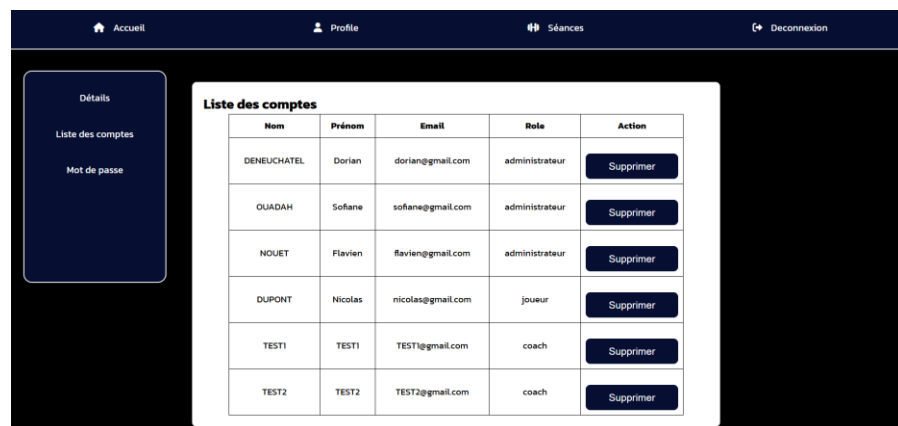 Accueil Profile Séances Deconnexion
Détails
Liste des comptes
Mot de passe
Liste des comptes
Nom Prénom Email Role Action
DENEUCHATEL Dorian dorian@gmail.com administrateur Supprimer
OUADAH Sofiane sofiane@gmail.com administrateur Supprimer
NOUET Flavien flavien@gmail.com administrateur Supprimer
DUPONT Nicolas nicolas@gmail.com joueur Supprimer
TEST1 TEST1 TEST1@gmail.com coach Supprimer
TEST2 TEST2 TEST2@gmail.com coach Supprimer